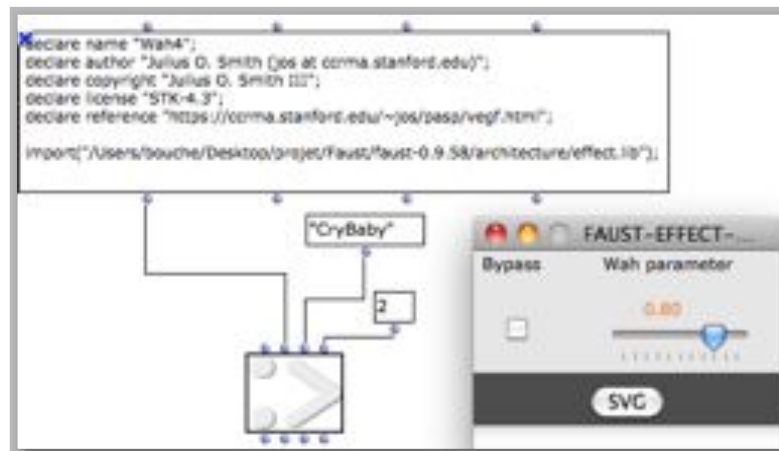 declare name "Wah4";
declare author "Julius O. Smith (jos at ccrma.stanford.edu)";
declare copyright "Julius O. Smith III";
declare license "STK-4.3";
declare reference "https://ccrma.stanford.edu/~jos/pasp/vegf.html";
import("/Users/bouche/Desktop/projet/Faust/faust-0.9.58/architecture/effect.lib");
"CryBaby"
2
FAUST-EFFECT-...
Bypass Wah parameter
0.80
SVG